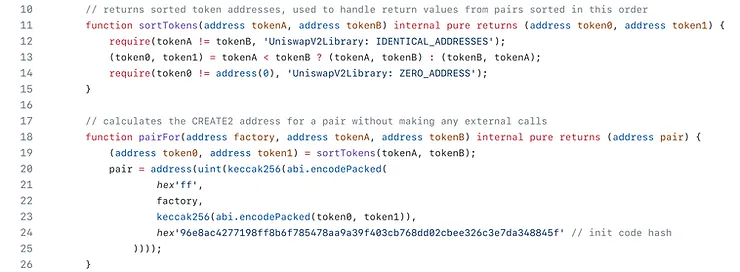 10 // returns sorted token addresses, used to handle return values from pairs sorted in this order
11 function sortTokens(address tokenA, address tokenB) internal pure returns (address token0, address token1) {
12 require(tokenA != tokenB, 'UniswapV2Library: IDENTICAL_ADDRESSES');
13 (token0, token1) = tokenA < tokenB ? (tokenA, tokenB) : (tokenB, tokenA);
14 require(token0 != address(0), 'UniswapV2Library: ZERO_ADDRESS');
15 }
16
17 // calculates the CREATE2 address for a pair without making any external calls
18 function pairFor(address factory, address tokenA, address tokenB) internal pure returns (address pair) {
19 (address token0, address token1) = sortTokens(tokenA, tokenB);
20 pair = address(uint(keccak256(abi.encodePacked(
21 hex'ff',
22 factory,
23 keccak256(abi.encodePacked(token0, token1)),
24 hex'96e8ac4277198ff8b6f785478aa9a39f403cb768dd02cbee326c3e7da348845f' // init code hash
25 ))));
26 }